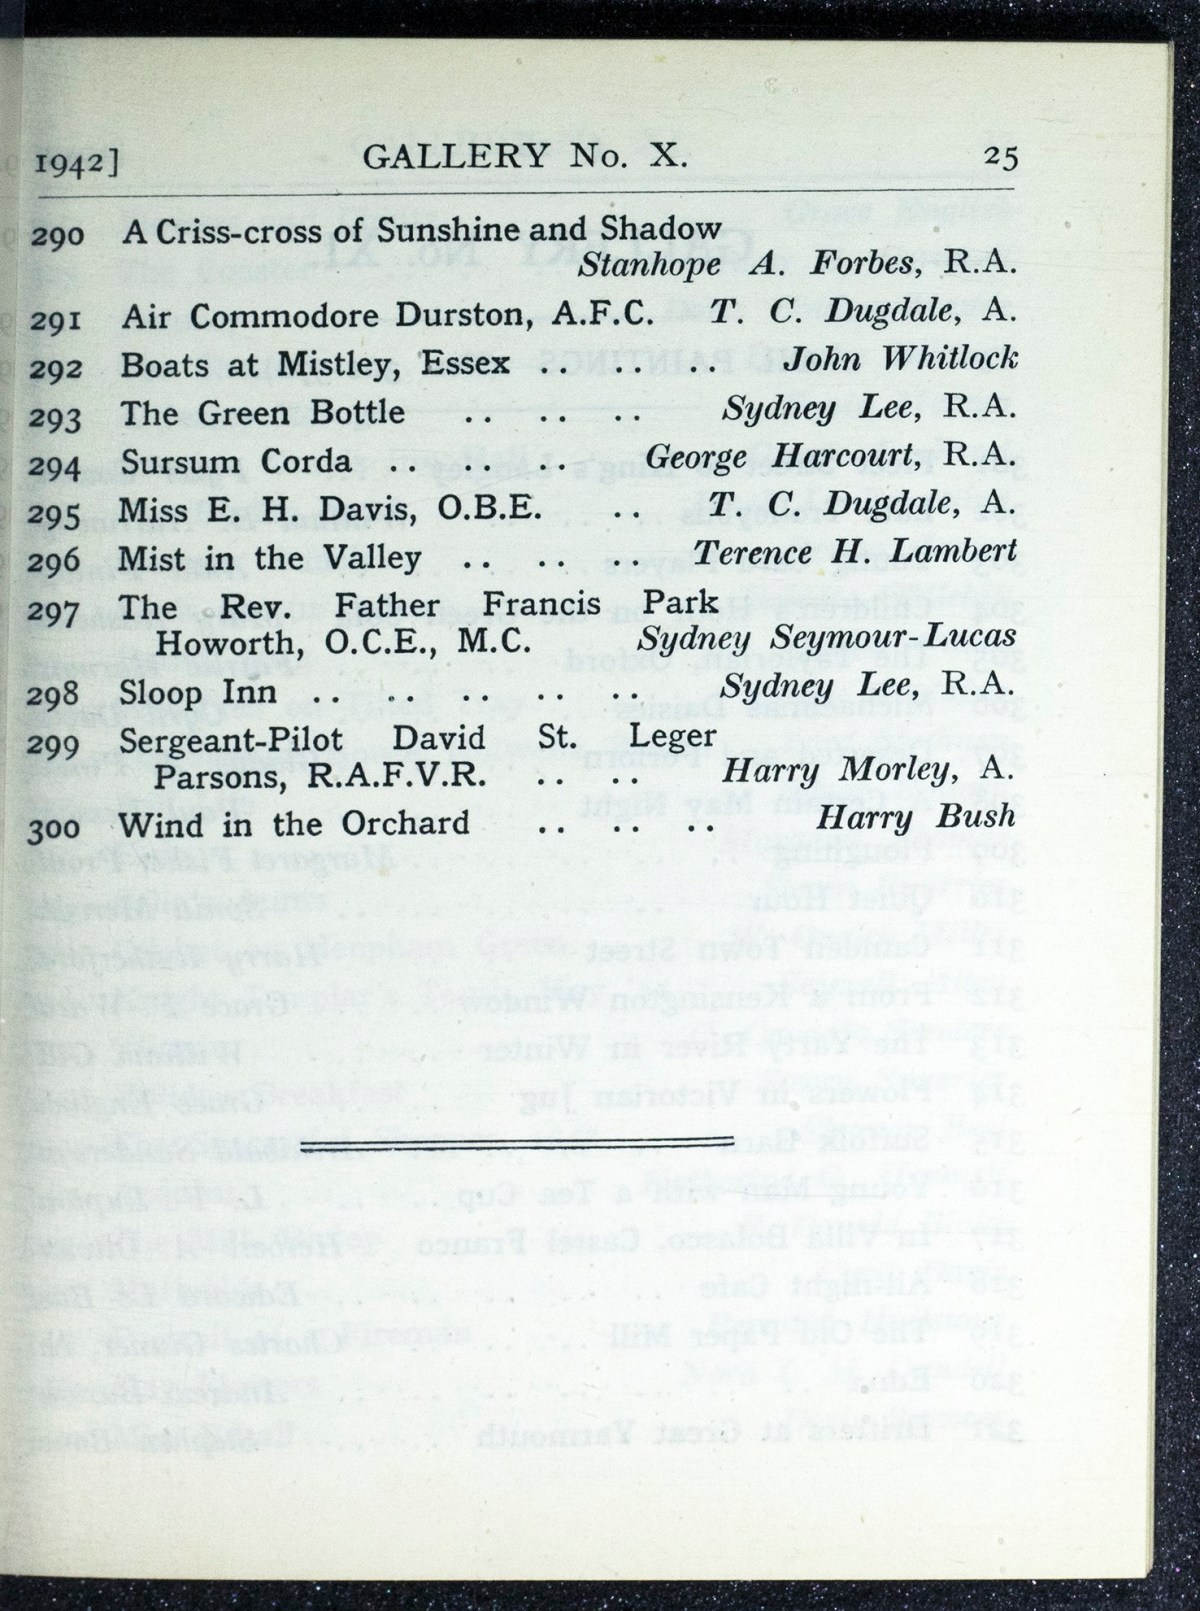 1942] GALLERY No. X. 25
290 A Criss-cross of Sunshine and Shadow
Stanhope A. Forbes, R.A.
291 Air Commodore Durston, A.F.C. T. C. Dugdale, A.
292 Boats at Mistley, Essex .. .. .. John Whitlock
293 The Green Bottle .. .. .. Sydney Lee, R.A.
294 Sursum Corda .. .. .. George Harcourt, R.A.
295 Miss E. H. Davis, O.B.E. .. T. C. Dugdale, A.
296 Mist in the Valley .. .. .. Terence H. Lambert
297 The Rev. Father Francis Park
Howorth, O.C.E., M.C. Sydney Seymour-Lucas
298 Sloop Inn .. .. .. .. .. Sydney Lee, R.A.
299 Sergeant-Pilot David St. Leger
Parsons, R.A.F.V.R. .. .. Harry Morley, A.
300 Wind in the Orchard .. .. .. Harry Bush